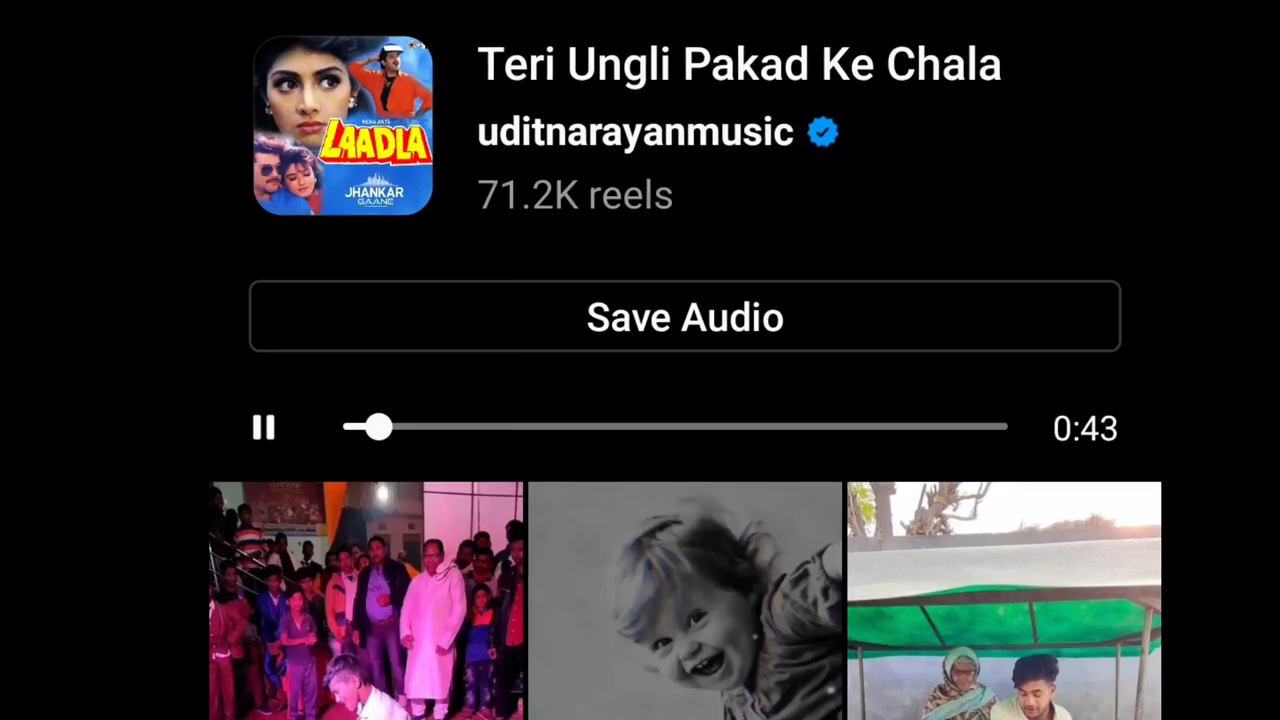 Teri Ungli Pakad Ke Chala
uditnarayanmusic
71.2K reels
LAADLA
JHANKAR
GAANE
Save Audio
0:43